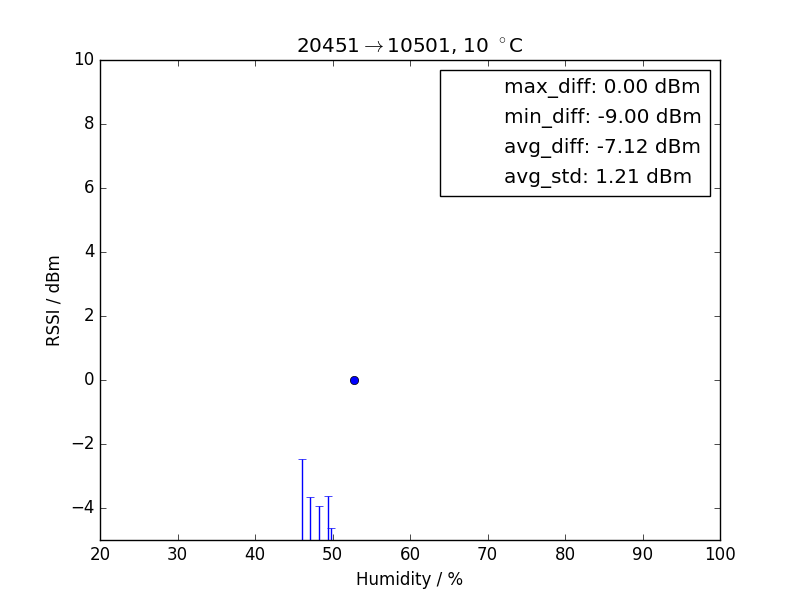 20451→10501, 10 °C
max_diff: 0.00 dBm
min_diff: -9.00 dBm
avg_diff: -7.12 dBm
avg_std: 1.21 dBm
RSSI / dBm
10
8
6
4
2
0
−2
−4
20 30 40 50 60 70 80 90 100
Humidity / %